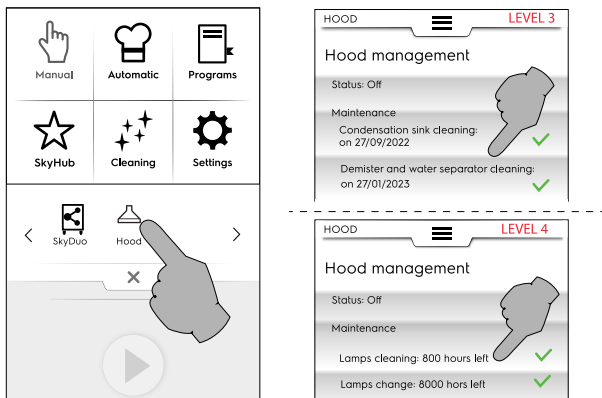 Manual
Automatic
Programs
SkyHub
Cleaning
Settings
SkyDuo
Hood
HOOD
LEVEL 3
Hood management
Status: Off
Maintenance
Condensation sink cleaning:
on 27/09/2022
Demister and water separator cleaning:
on 27/01/2023
HOOD
LEVEL 4
Hood management
Status: Off
Maintenance
Lamps cleaning: 800 hours left
Lamps change: 8000 hors left